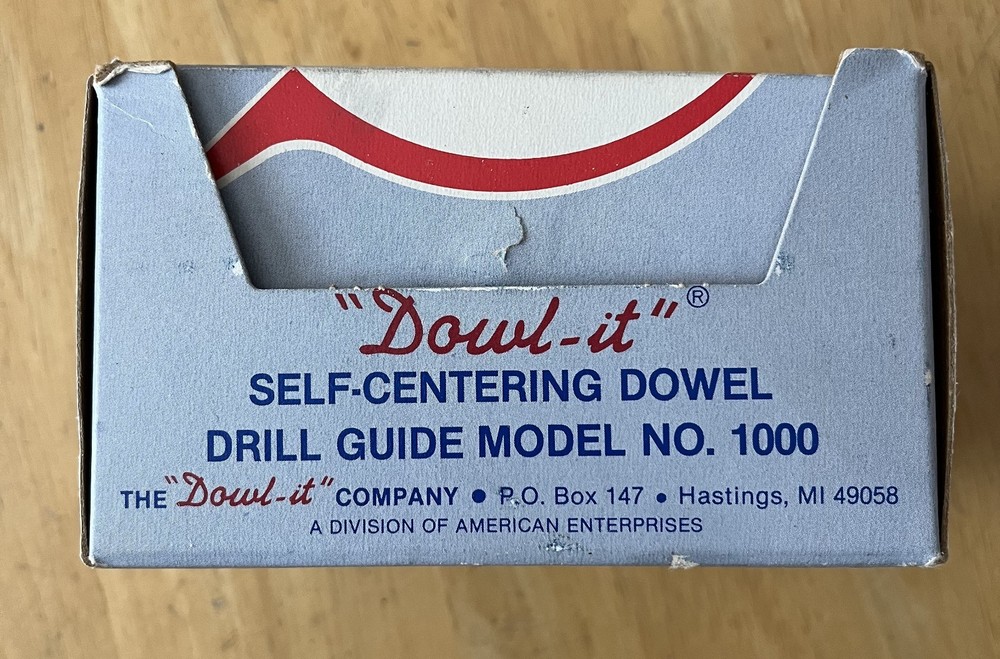 "Dowl-it"®
SELF-CENTERING DOWEL
DRILL GUIDE MODEL NO. 1000
THE "Dowl-it" COMPANY • P.O. Box 147 • Hastings, MI 49058
A DIVISION OF AMERICAN ENTERPRISES